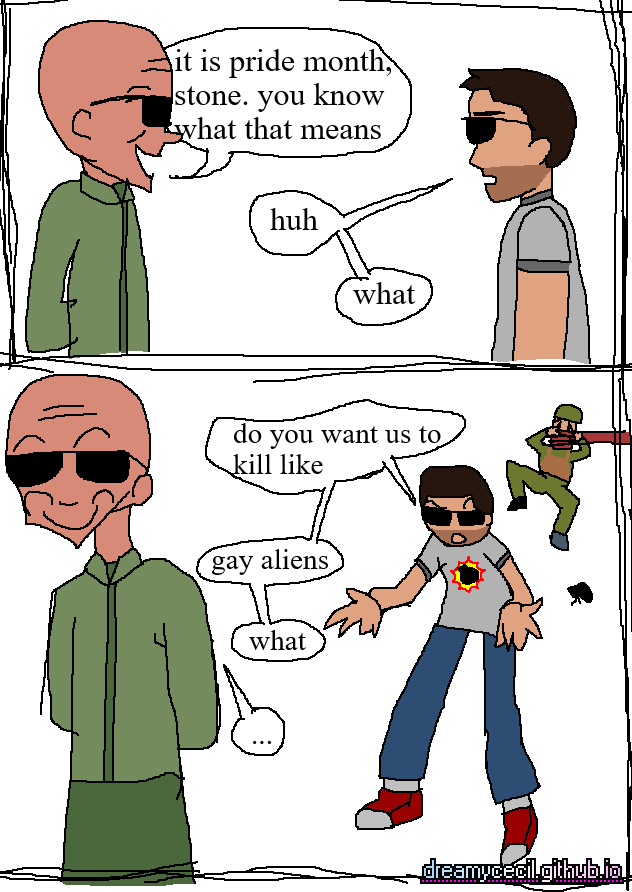 it is pride month,
stone. you know
what that means
huh
what
do you want us to
kill like
gay aliens
what
...
dreamycecil.github.io